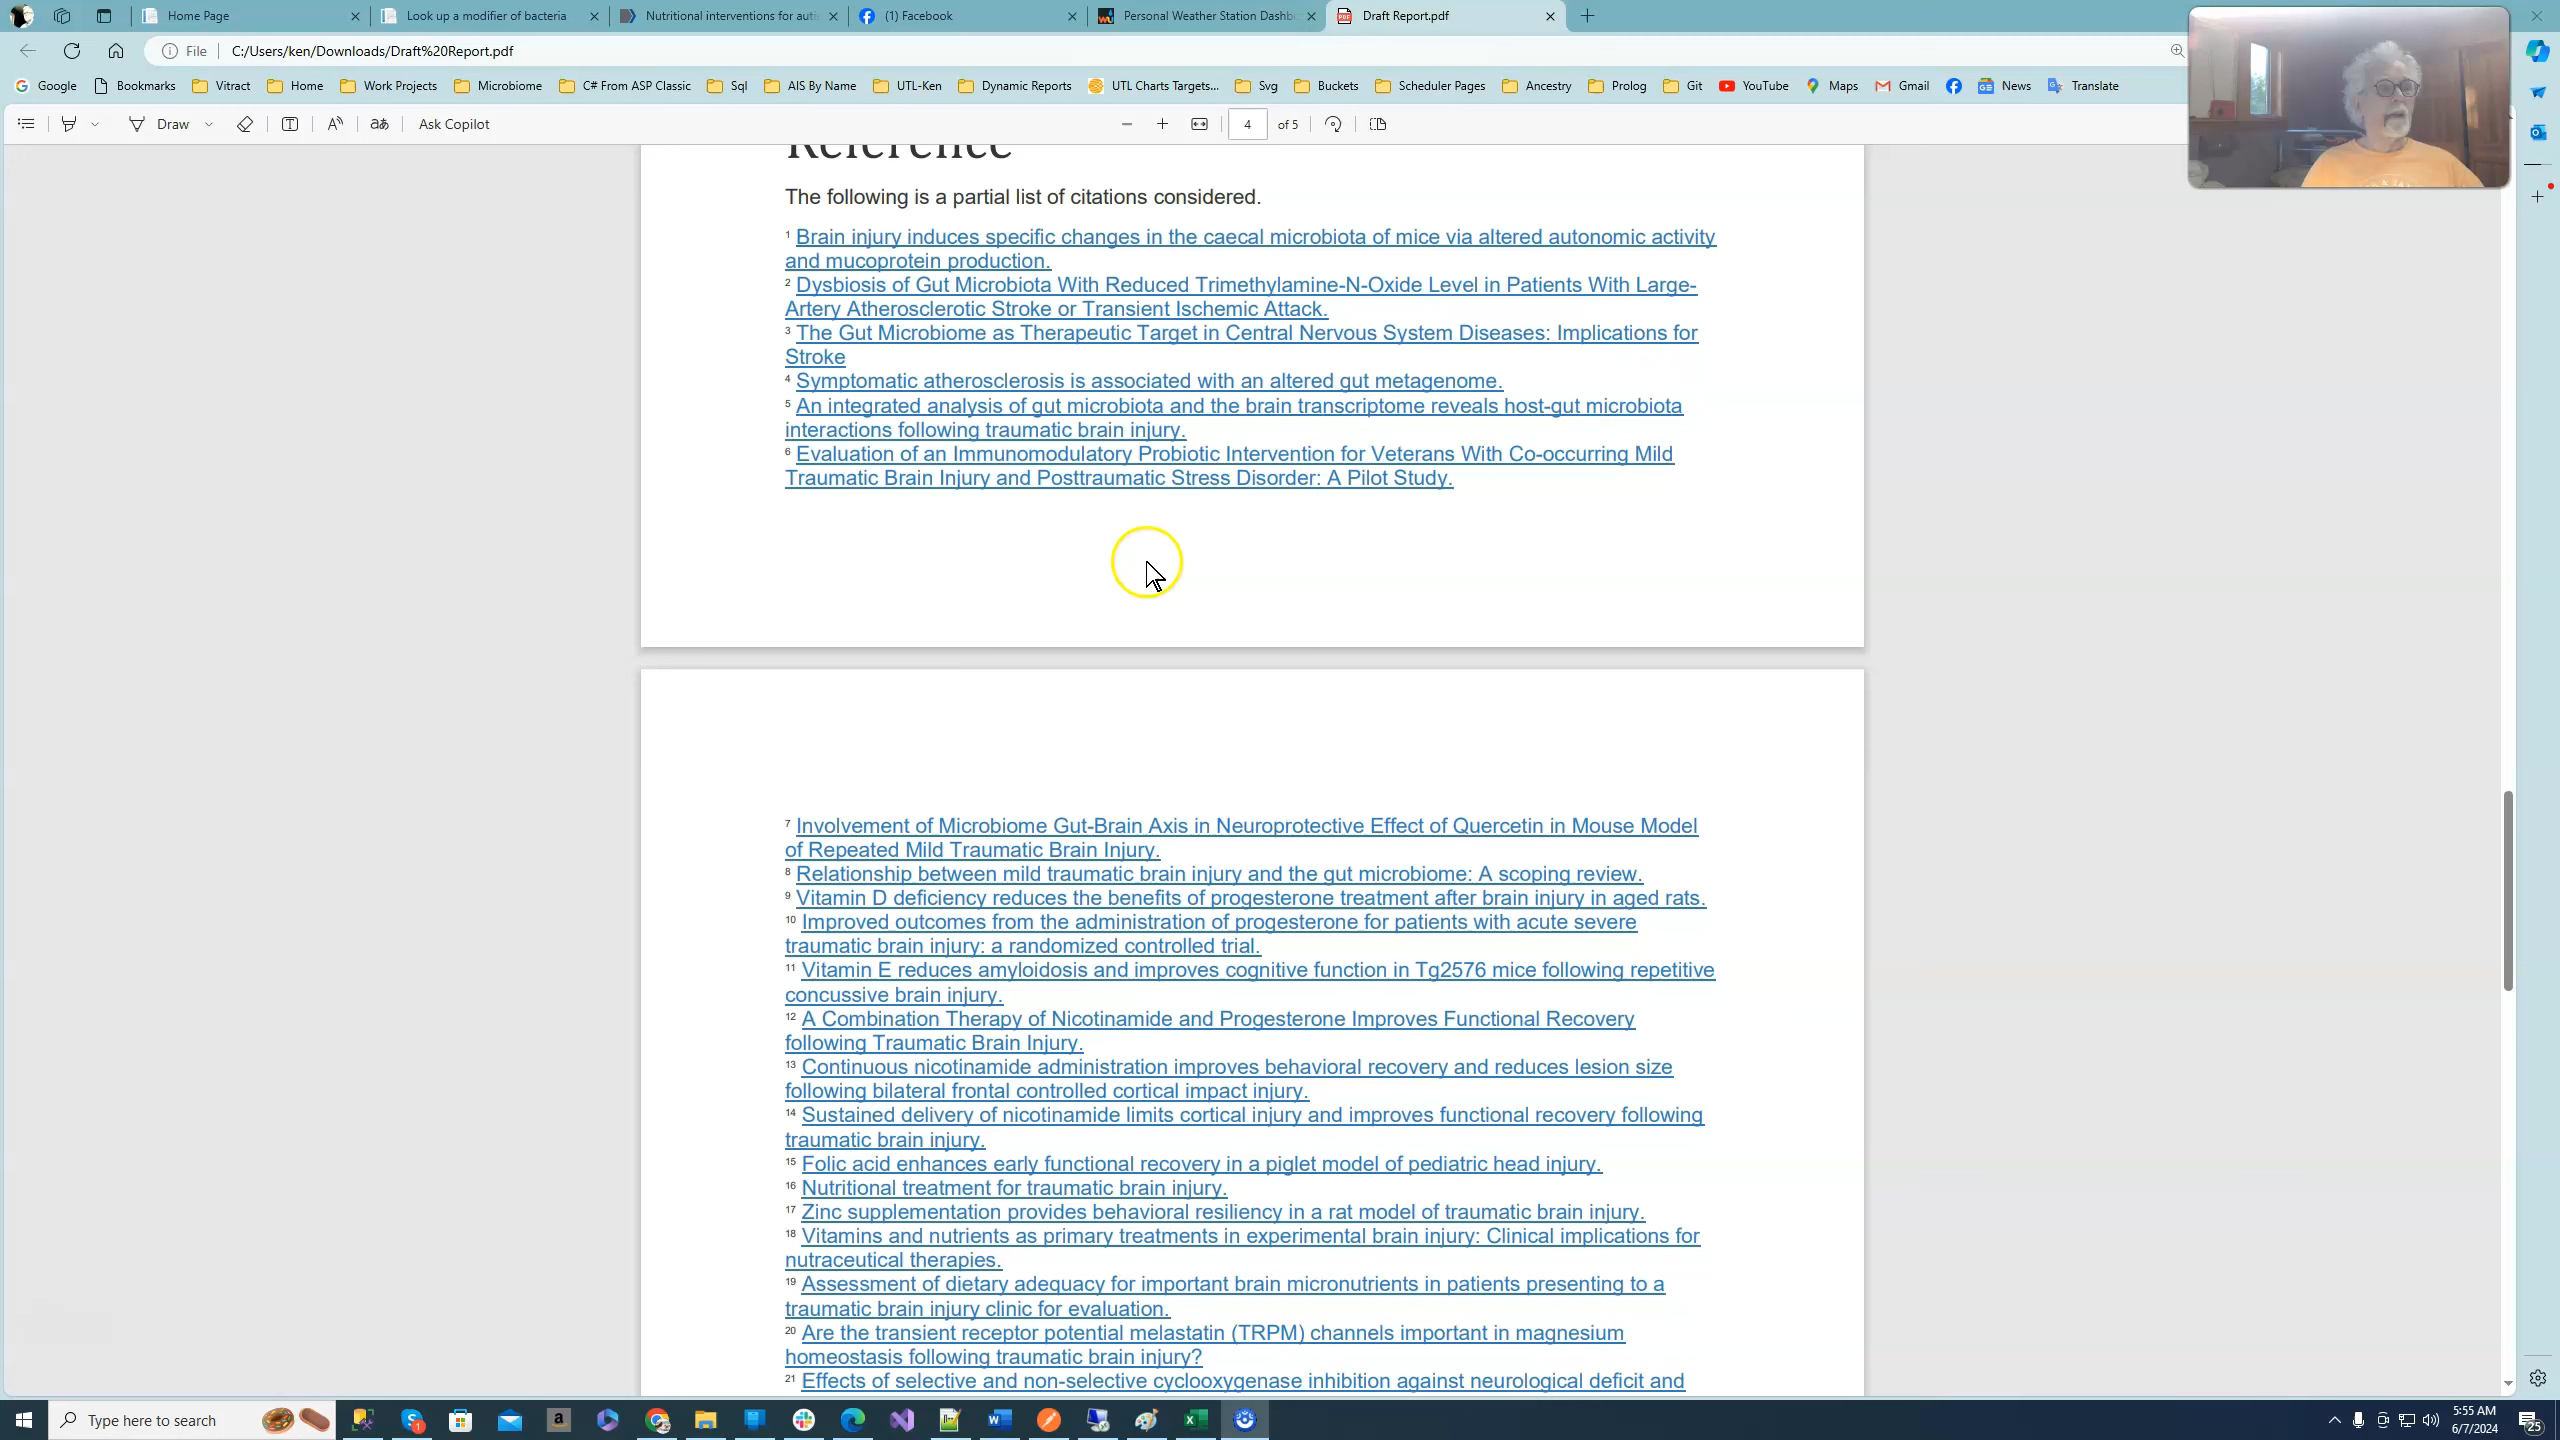 Home Page
Look up a modifier of bacteria
Nutritional interventions for auti
(1) Facebook
Personal Weather Station Dashbo
Draft Report.pdf
File
C:/Users/ken/Downloads/Draft%20Report.pdf
Google
Bookmarks
Vitract
Home
Work Projects
Microbiome
C# From ASP Classic
Sql
AIS By Name
UTL-Ken
Dynamic Reports
UTL Charts Targets...
Svg
Buckets
Scheduler Pages
Ancestry
Prolog
Git
YouTube
Maps
Gmail
News
Translate
Draw
Ask Copilot
4 of 5
Reference
The following is a partial list of citations considered.
1 Brain injury induces specific changes in the caecal microbiota of mice via altered autonomic activity
and mucoprotein production.
2 Dysbiosis of Gut Microbiota With Reduced Trimethylamine-N-Oxide Level in Patients With Large-
Artery Atherosclerotic Stroke or Transient Ischemic Attack.
3 The Gut Microbiome as Therapeutic Target in Central Nervous System Diseases: Implications for
Stroke
4 Symptomatic atherosclerosis is associated with an altered gut metagenome.
5 An integrated analysis of gut microbiota and the brain transcriptome reveals host-gut microbiota
interactions following traumatic brain injury.
6 Evaluation of an Immunomodulatory Probiotic Intervention for Veterans With Co-occurring Mild
Traumatic Brain Injury and Posttraumatic Stress Disorder: A Pilot Study.
7 Involvement of Microbiome Gut-Brain Axis in Neuroprotective Effect of Quercetin in Mouse Model
of Repeated Mild Traumatic Brain Injury.
8 Relationship between mild traumatic brain injury and the gut microbiome: A scoping review.
9 Vitamin D deficiency reduces the benefits of progesterone treatment after brain injury in aged rats.
10 Improved outcomes from the administration of progesterone for patients with acute severe
traumatic brain injury: a randomized controlled trial.
11 Vitamin E reduces amyloidosis and improves cognitive function in Tg2576 mice following repetitive
concussive brain injury.
12 A Combination Therapy of Nicotinamide and Progesterone Improves Functional Recovery
following Traumatic Brain Injury.
13 Continuous nicotinamide administration improves behavioral recovery and reduces lesion size
following bilateral frontal controlled cortical impact injury.
14 Sustained delivery of nicotinamide limits cortical injury and improves functional recovery following
traumatic brain injury.
15 Folic acid enhances early functional recovery in a piglet model of pediatric head injury.
16 Nutritional treatment for traumatic brain injury.
17 Zinc supplementation provides behavioral resiliency in a rat model of traumatic brain injury.
18 Vitamins and nutrients as primary treatments in experimental brain injury: Clinical implications for
nutraceutical therapies.
19 Assessment of dietary adequacy for important brain micronutrients in patients presenting to a
traumatic brain injury clinic for evaluation.
20 Are the transient receptor potential melastatin (TRPM) channels important in magnesium
homeostasis following traumatic brain injury?
21 Effects of selective and non-selective cyclooxygenase inhibition against neurological deficit and
Type here to search
5:55 AM
6/7/2024
25